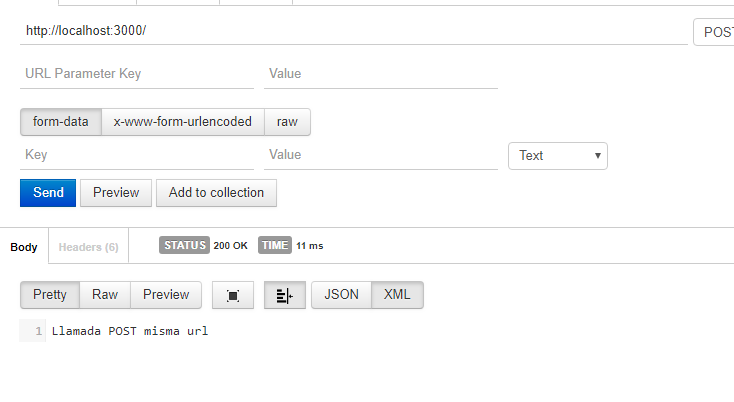 http://localhost:3000/ POST
URL Parameter Key Value
form-data x-www-form-urlencoded raw
Key Value Text
Send Preview Add to collection
Body Headers (6) STATUS 200 OK TIME 11 ms
Pretty Raw Preview JSON XML
1 Llamada POST misma url